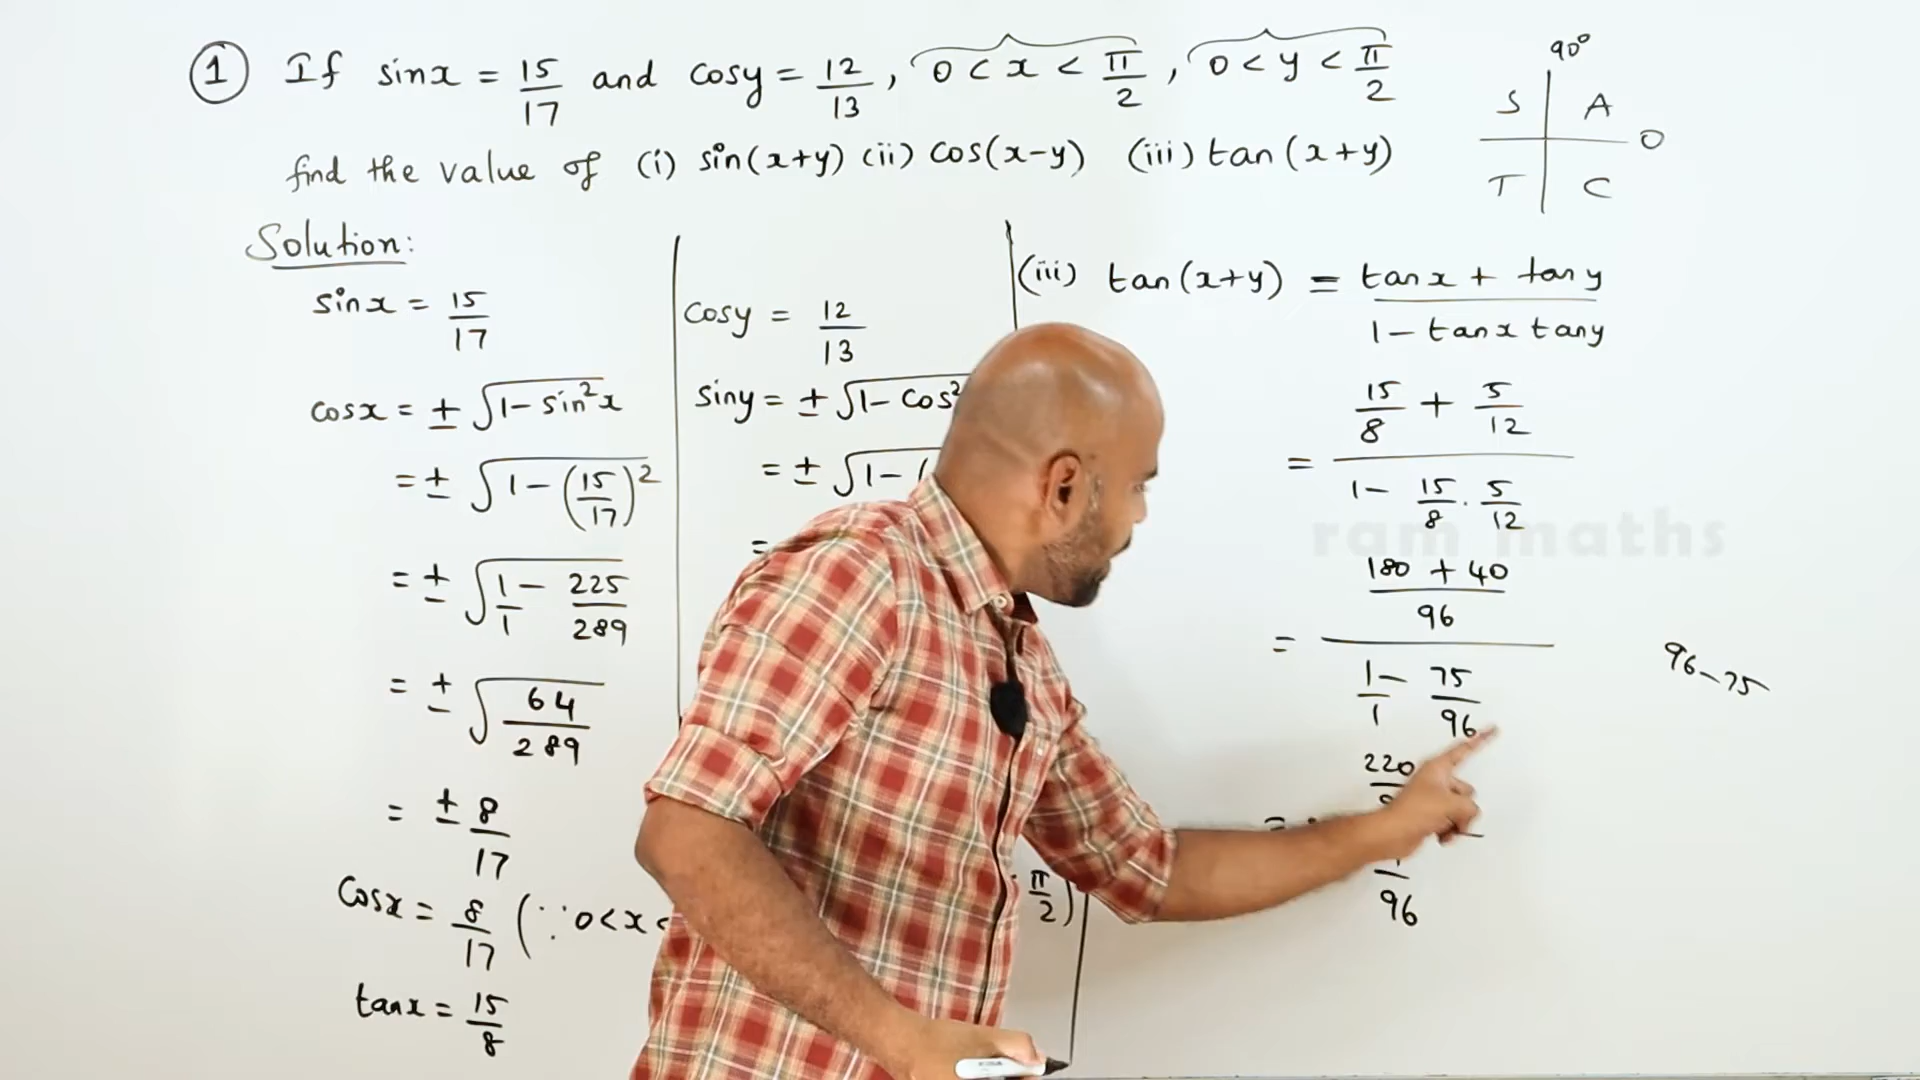 ① If sinx = 15/17 and cosy = 12/13, 0 < x < π/2, 0 < y < π/2
find the value of (i) sin(x+y) (ii) cos(x-y) (iii) tan(x+y)
90°
S A
0
T C
Solution:
sinx = 15/17
cosx = ± √1 - sin²x
= ± √1 - (15/17)²
= ± √1/1 - 225/289
= ± √64/289
= ± 8/17
cosx = 8/17 (∵ 0 < x <
tanx = 15/8
cosy = 12/13
siny = ± √1 - cos²
= ± √1 - (
=
π/2)
(iii) tan(x+y) = tanx + tany / 1 - tanx tany
= 15/8 + 5/12 / 1 - 15/8 . 5/12
= 180 + 40/96 / 1/1 - 75/96
96-75
220
96
ram maths